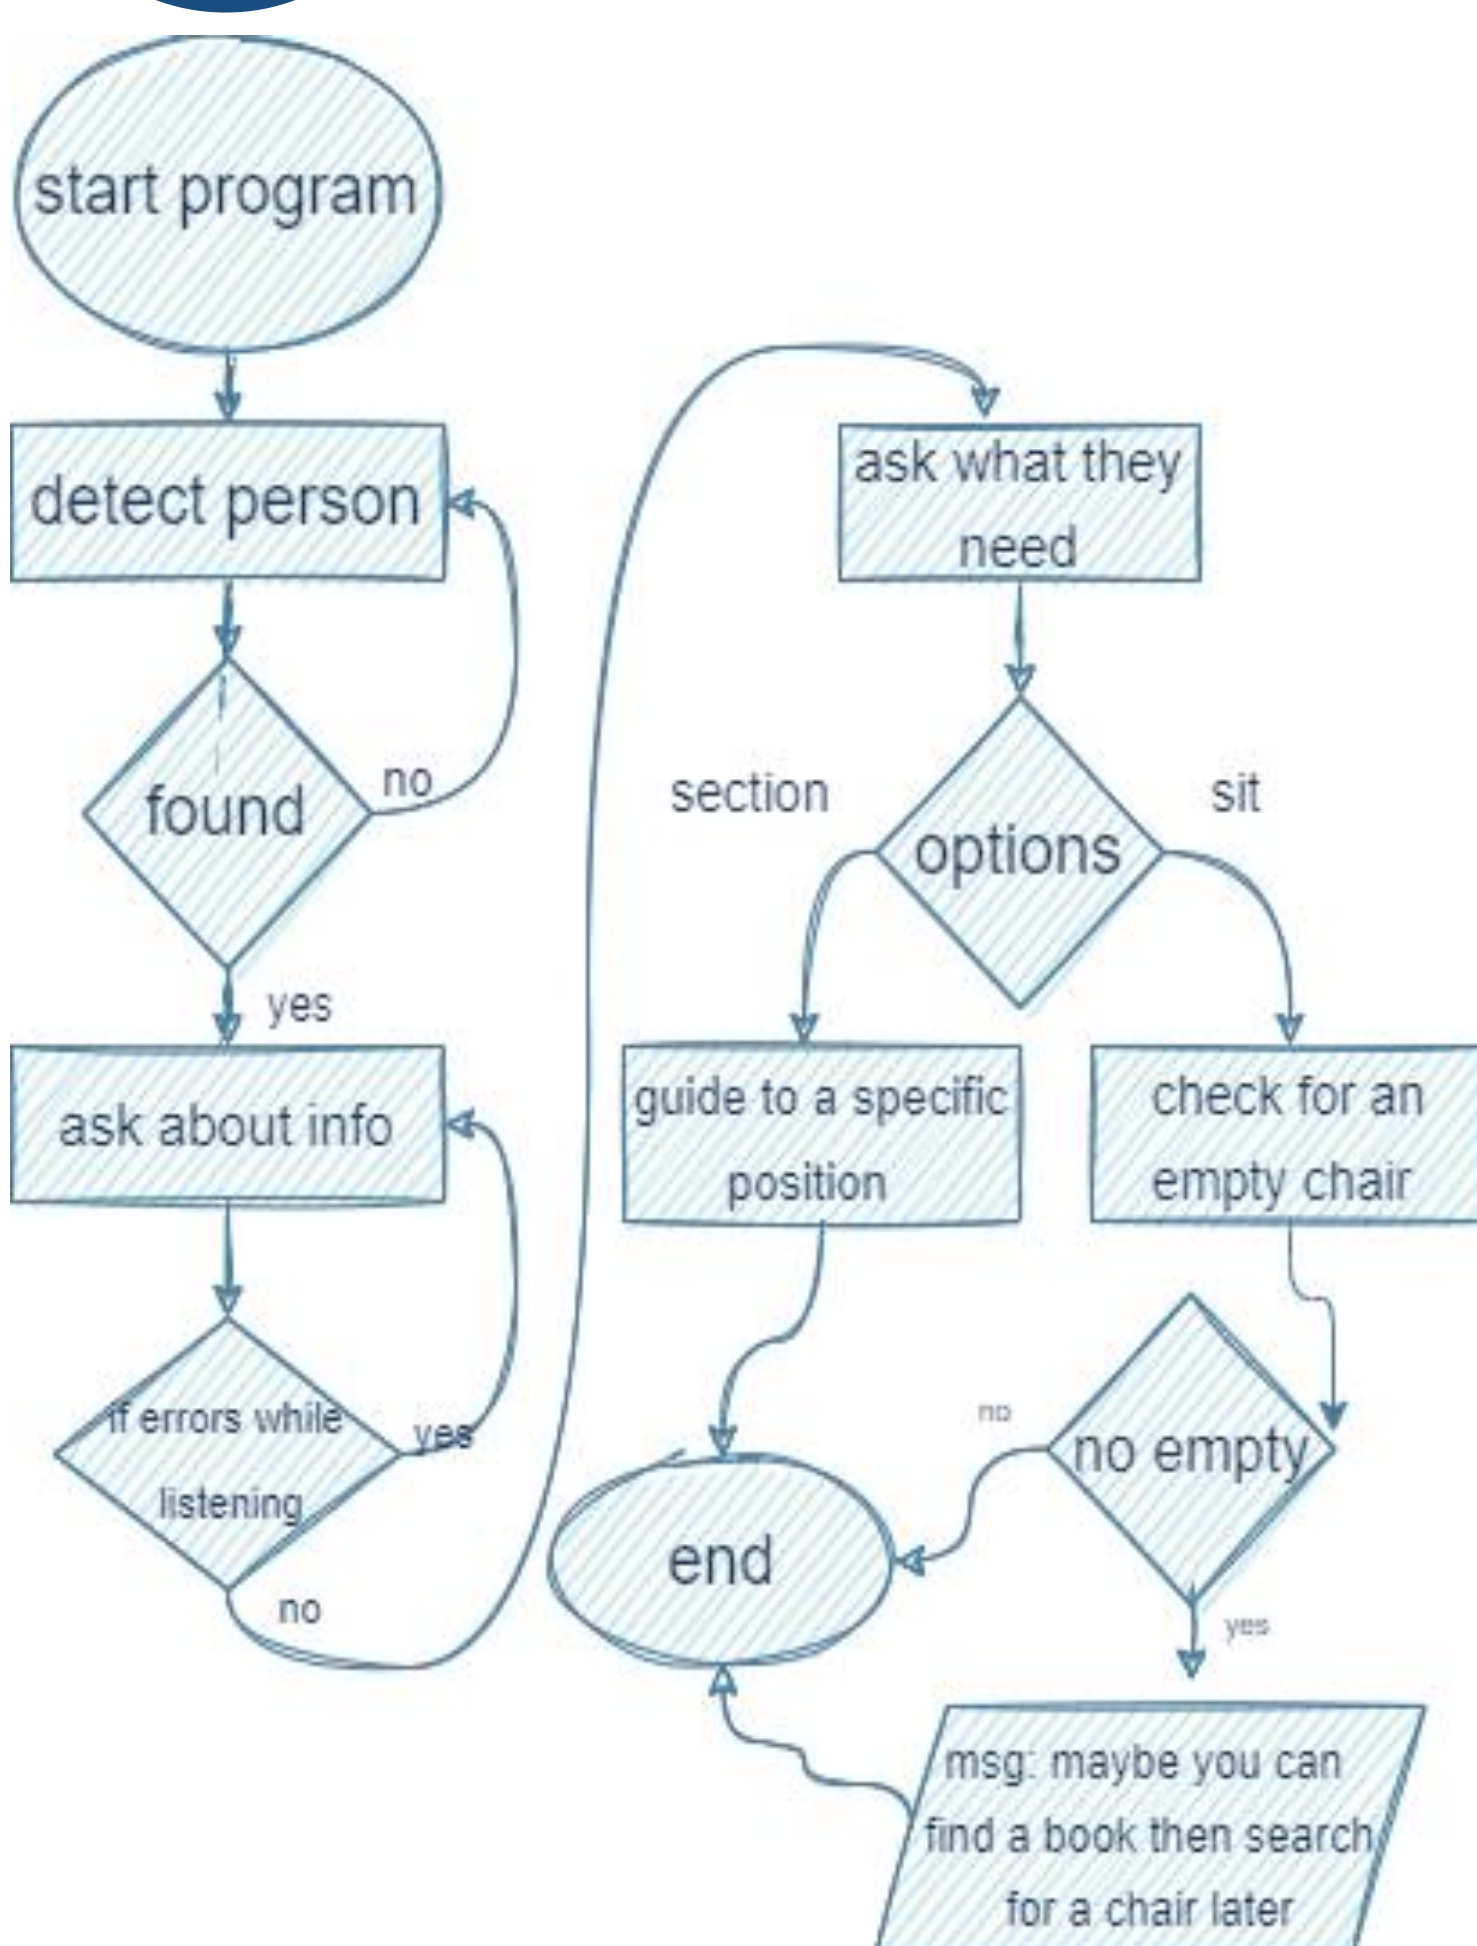 start program
detect person
found
no
yes
ask about info
if errors while
listening
yes
no
ask what they
need
options
section
sit
guide to a specific
position
check for an
empty chair
no empty
no
yes
end
msg: maybe you can
find a book then search
for a chair later